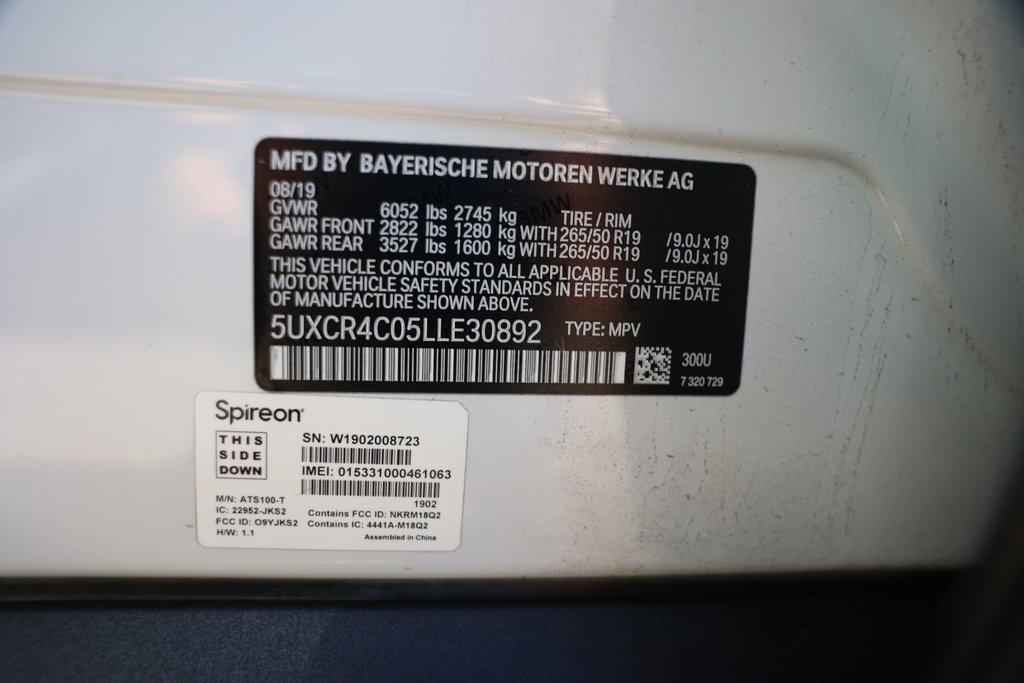 MFD BY BAYERISCHE MOTOREN WERKE AG
08/19
GVWR 6052 lbs 2745 kg TIRE / RIM
GAWR FRONT 2822 lbs 1280 kg WITH 265/50 R19 /9.0J x 19
GAWR REAR 3527 lbs 1600 kg WITH 265/50 R19 /9.0J x 19
THIS VEHICLE CONFORMS TO ALL APPLICABLE U. S. FEDERAL
MOTOR VEHICLE SAFETY STANDARDS IN EFFECT ON THE DATE
OF MANUFACTURE SHOWN ABOVE.
5UXCR4C05LLE30892 TYPE: MPV
300U
7 320 729
Spireon
THIS
SIDE
DOWN
SN: W1902008723
IMEI: 015331000461063
1902
M/N: ATS100-T
IC: 22952-JKS2
FCC ID: O9YJKS2
H/W: 1.1
Contains FCC ID: NKRM18Q2
Contains IC: 4441A-M18Q2
Assembled in China